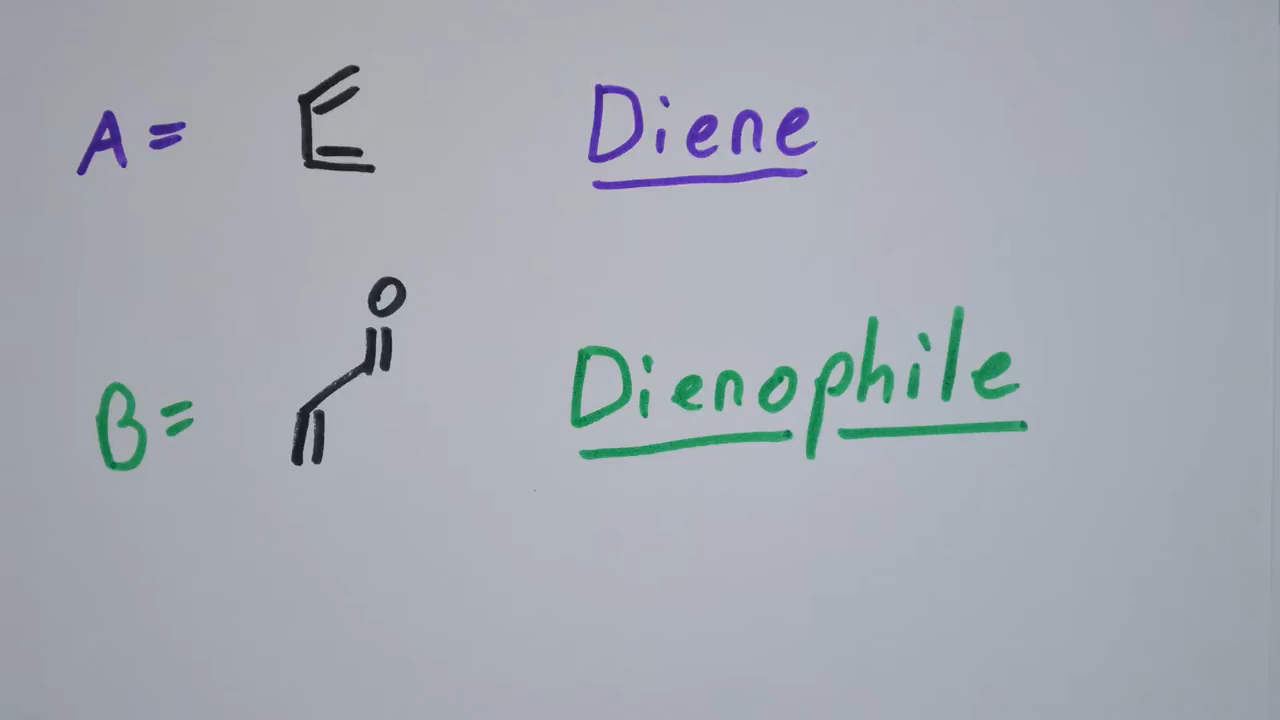 A = Diene
O
B = Dienophile